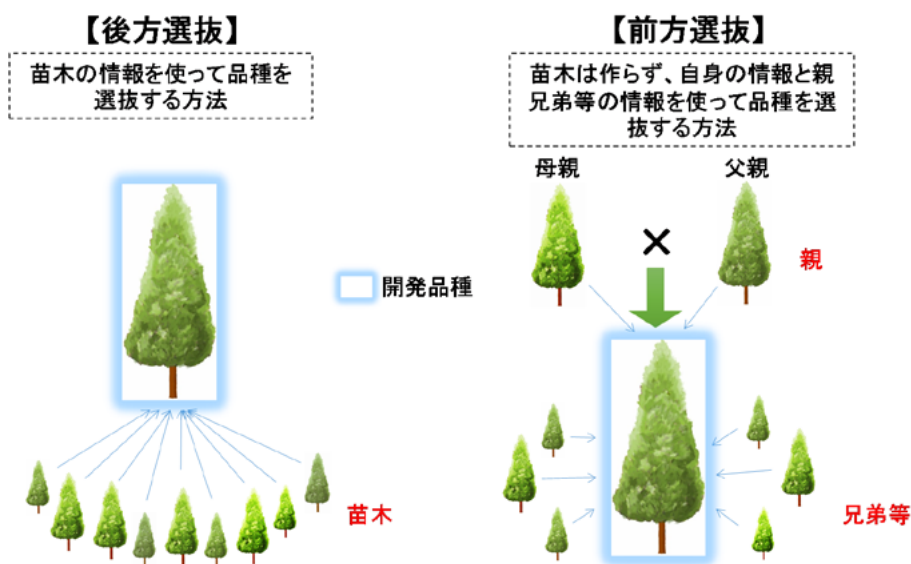 【後方選抜】
苗木の情報を使って品種を
選抜する方法
苗木
開発品種
【前方選抜】
苗木は作らず、自身の情報と親
兄弟等の情報を使って品種を選
抜する方法
母親
父親
×
親
兄弟等